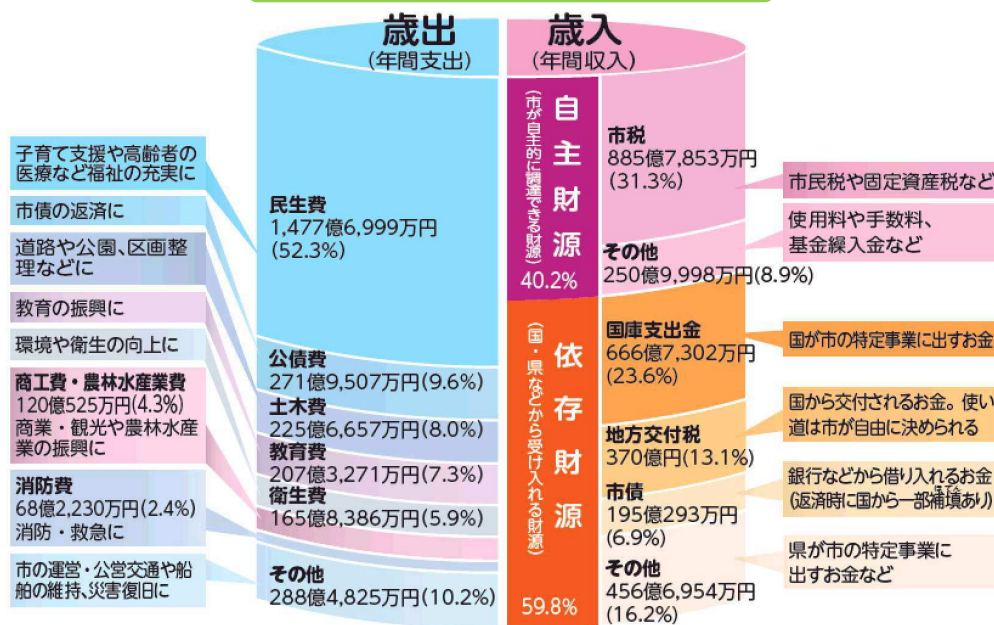 歳出
(年間支出)
歳入
(年間収入)
子育て支援や高齢者の
医療など福祉の充実に
市債の返済に
道路や公園、区画整
理などに
教育の振興に
環境や衛生の向上に
商工費・農林水産業費
120億525万円(4.3%)
商業・観光や農林水産
業の振興に
消防費
68億2,230万円(2.4%)
消防・救急に
市の運営・公営交通や船
舶の維持、災害復旧に
民生費
1,477億6,999万円
(52.3%)
公債費
271億9,507万円(9.6%)
土木費
225億6,657万円(8.0%)
教育費
207億3,271万円(7.3%)
衛生費
165億8,386万円(5.9%)
その他
288億4,825万円(10.2%)
自主財源
(市が自主的に調達できる財源)
40.2%
依存財源
(国・県などから受け入れる財源)
59.8%
市税
885億7,853万円
(31.3%)
その他
250億9,998万円(8.9%)
国庫支出金
666億7,302万円
(23.6%)
地方交付税
370億円(13.1%)
市債
195億293万円
(6.9%)
その他
456億6,954万円
(16.2%)
市民税や固定資産税など
使用料や手数料、
基金繰入金など
国が市の特定事業に出すお金
国から交付されるお金。使い
道は市が自由に決められる
銀行などから借り入れるお金
(返済時に国から一部補填あり)
県が市の特定事業に
出すお金など